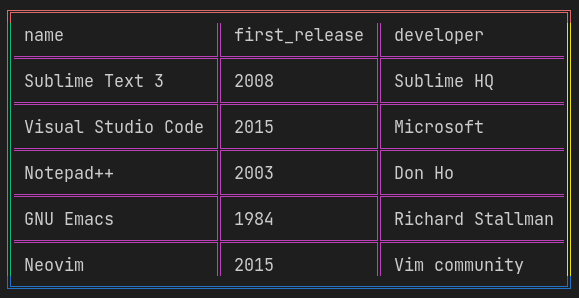 name first_release developer
Sublime Text 3 2008 Sublime HQ
Visual Studio Code 2015 Microsoft
Notepad++ 2003 Don Ho
GNU Emacs 1984 Richard Stallman
Neovim 2015 Vim community